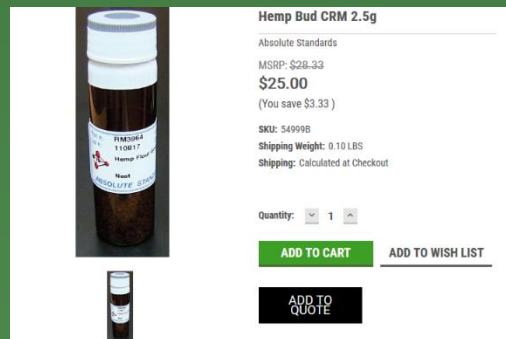 Hemp Bud CRM 2.5g
Absolute Standards
MSRP: $28.33
$25.00
(You save $3.33 )
SKU: 54999B
Shipping Weight: 0.10 LBS
Shipping: Calculated at Checkout
Quantity: 1
ADD TO CART ADD TO WISH LIST
ADD TO
QUOTE
RM3964
110817
Hemp Flour
Neat
ABSOLUTE STAN